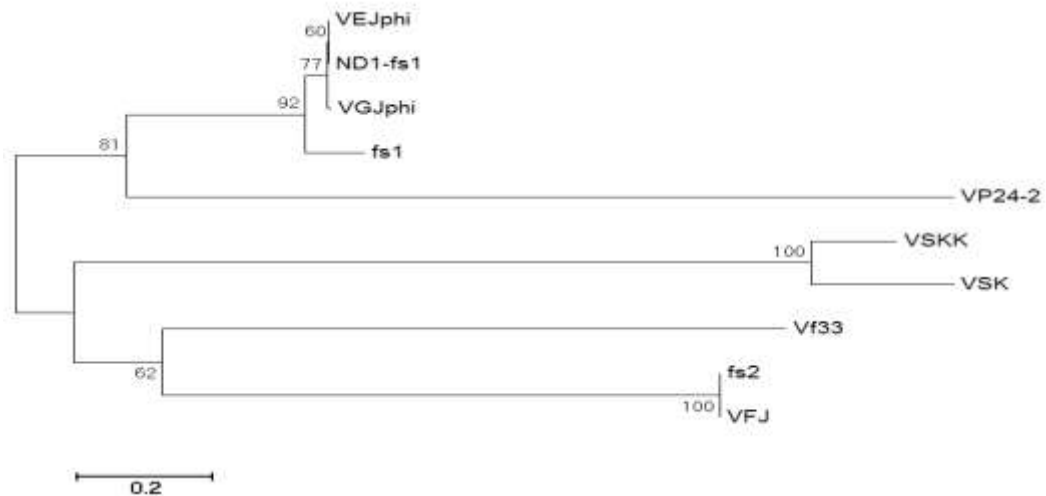 VEJphi
60
ND1-fs1
77
VGJphi
92
fs1
81
VP24-2
VSKK
100
VSK
Vf33
62
fs2
100
VFJ
0.2